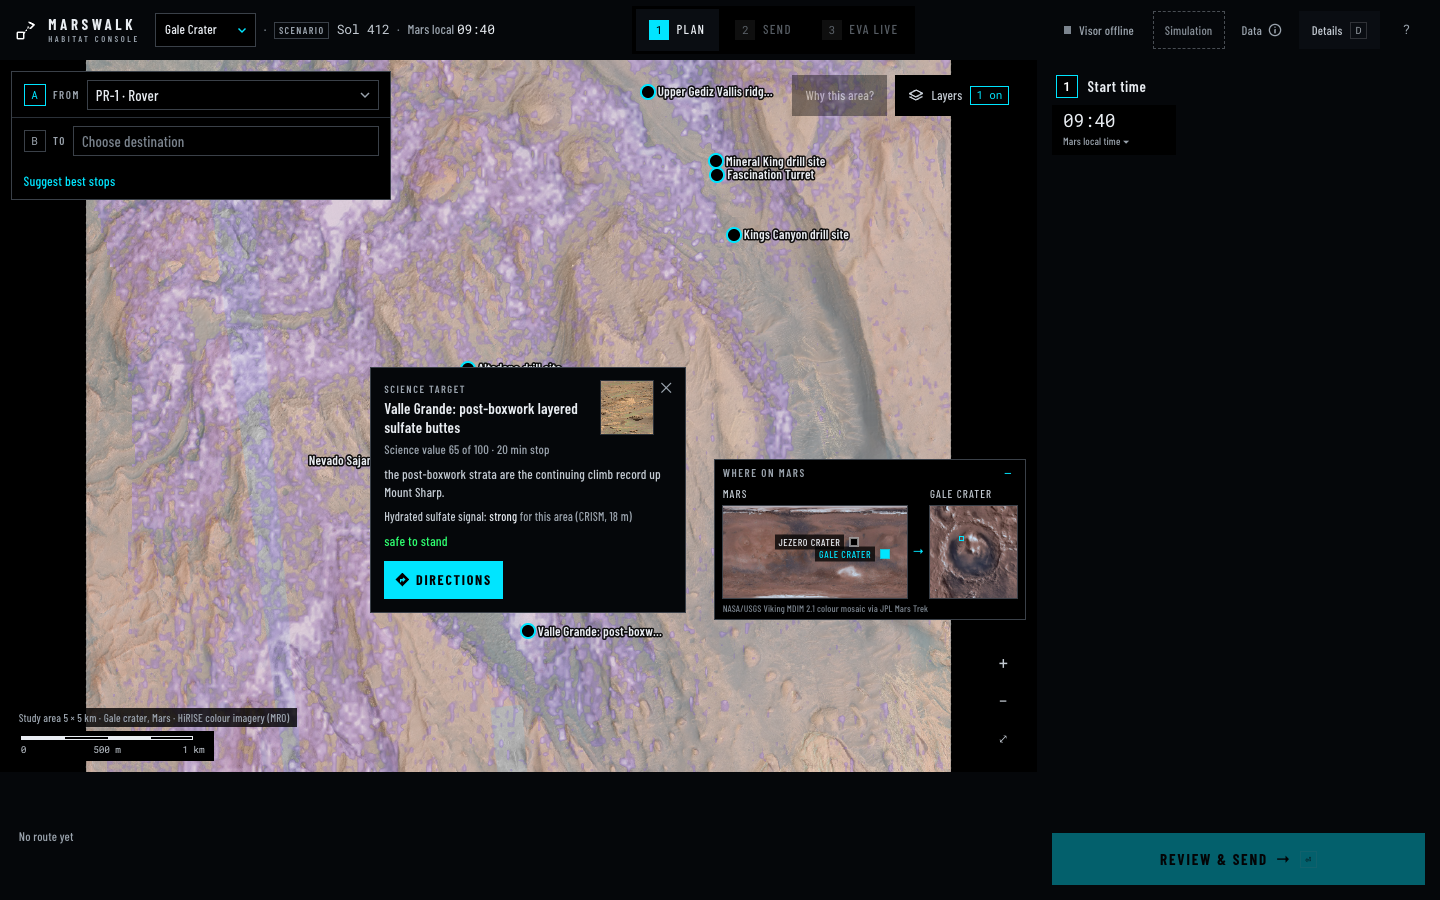 MARSWALK
HABITAT CONSOLE
Gale Crater
· SCENARIO Sol 412 · Mars local 09:40
1 PLAN
2 SEND
3 EVA LIVE
Visor offline
Simulation
Data
Details D
?
A FROM PR-1 · Rover
B TO Choose destination
Suggest best stops
Upper Gediz Vallis ridg...
Why this area?
Layers 1 on
1 Start time
09:40
Mars local time
Mineral King drill site
Fascination Turret
Kings Canyon drill site
SCIENCE TARGET
Valle Grande: post-boxwork layered
sulfate buttes
Science value 65 of 100 · 20 min stop
the post-boxwork strata are the continuing climb record up
Mount Sharp.
Hydrated sulfate signal: strong for this area (CRISM, 18 m)
safe to stand
DIRECTIONS
Nevado Sajar
WHERE ON MARS
MARS
GALE CRATER
JEZERO CRATER
GALE CRATER
NASA/USGS Viking MDIM 2.1 colour mosaic via JPL Mars Trek
Valle Grande: post-boxw...
Study area 5 × 5 km · Gale crater, Mars · HiRISE colour imagery (MRO)
0 500 m 1 km
No route yet
REVIEW & SEND →